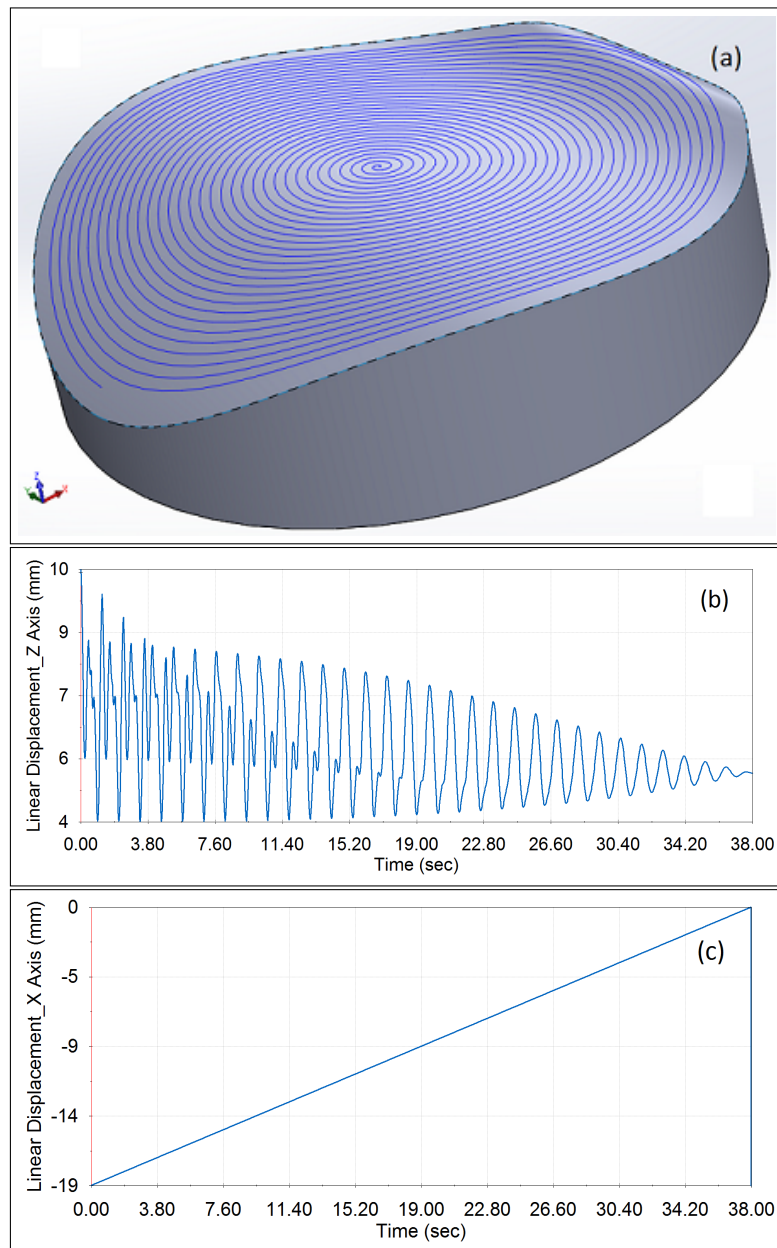 (a)
Z
Y
X
(b)
Linear Displacement_Z Axis (mm)
10
9
7
6
4
0.00 3.80 7.60 11.40 15.20 19.00 22.80 26.60 30.40 34.20 38.00
Time (sec)
(c)
Linear Displacement_X Axis (mm)
0
-5
-9
-14
-19
0.00 3.80 7.60 11.40 15.20 19.00 22.80 26.60 30.40 34.20 38.00
Time (sec)